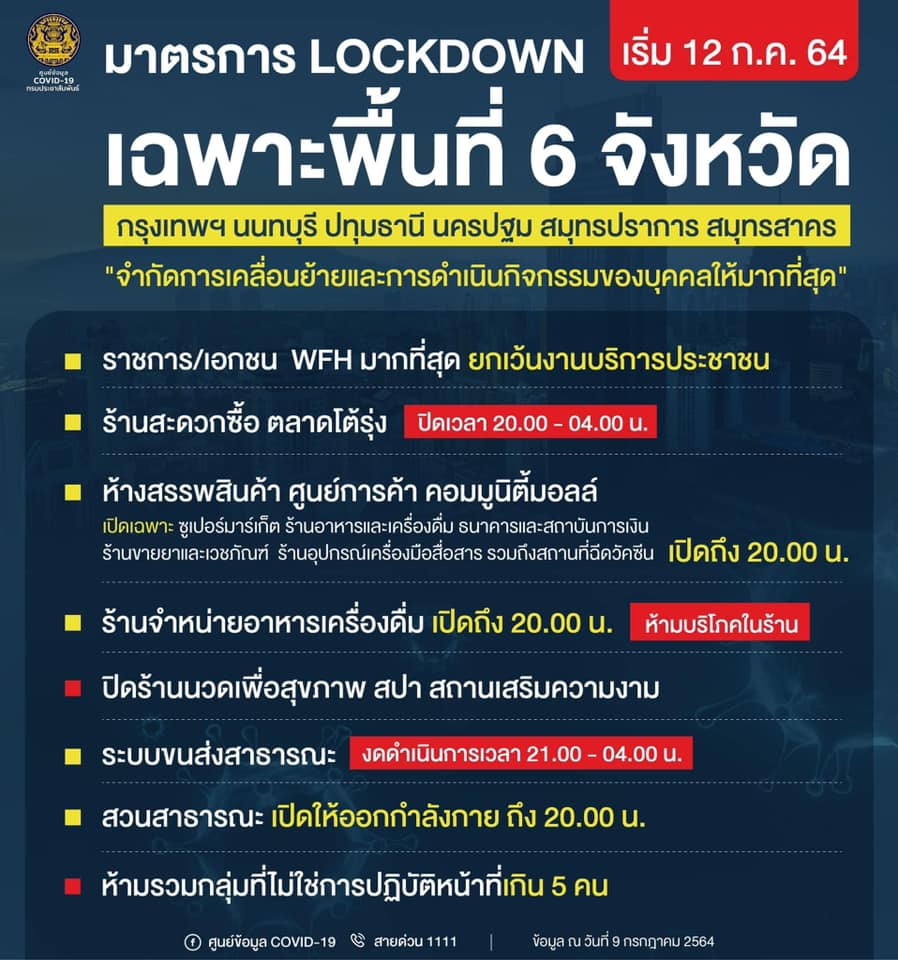 ศูนย์ข้อมูล
COVID-19
กรมประชาสัมพันธ์
มาตรการ LOCKDOWN
เริ่ม 12 ก.ค. 64
เฉพาะพื้นที่ 6 จังหวัด
กรุงเทพฯ นนทบุรี ปทุมธานี นครปฐม สมุทรปราการ สมุทรสาคร
"จำกัดการเคลื่อนย้ายและการดำเนินกิจกรรมของบุคคลให้มากที่สุด"
ราชการ/เอกชน WFH มากที่สุด ยกเว้นงานบริการประชาชน
ร้านสะดวกซื้อ ตลาดโต้รุ่ง ปิดเวลา 20.00 - 04.00 น.
ห้างสรรพสินค้า ศูนย์การค้า คอมมูนิตี้มอลล์
เปิดเฉพาะ ซูเปอร์มาร์เก็ต ร้านอาหารและเครื่องดื่ม ธนาคารและสถาบันการเงิน
ร้านขายยาและเวชภัณฑ์ ร้านอุปกรณ์เครื่องมือสื่อสาร รวมถึงสถานที่ฉีดวัคซีน เปิดถึง 20.00 น.
ร้านจำหน่ายอาหารเครื่องดื่ม เปิดถึง 20.00 น. ห้ามบริโภคในร้าน
ปิดร้านนวดเพื่อสุขภาพ สปา สถานเสริมความงาม
ระบบขนส่งสาธารณะ งดดำเนินการเวลา 21.00 - 04.00 น.
สวนสาธารณะ เปิดให้ออกกำลังกาย ถึง 20.00 น.
ห้ามรวมกลุ่มที่ไม่ใช่การปฏิบัติหน้าที่เกิน 5 คน
ศูนย์ข้อมูล COVID-19 สายด่วน 1111 | ข้อมูล ณ วันที่ 9 กรกฎาคม 2564